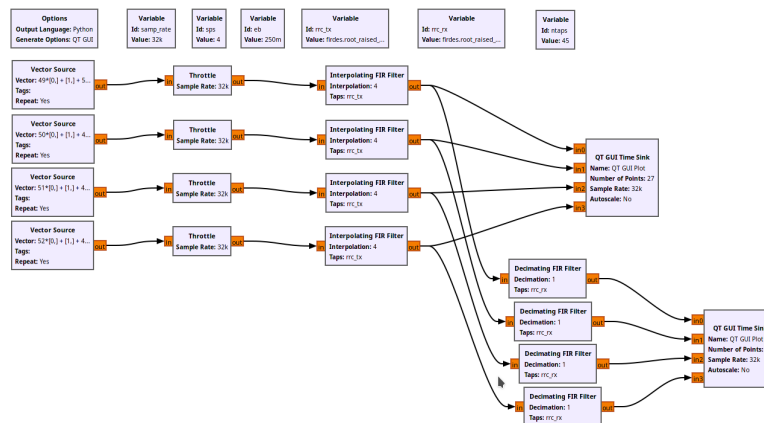 Options
Output Language: Python
Generate Options: QT GUI
Variable
Id: samp_rate
Value: 32k
Variable
Id: sps
Value: 4
Variable
Id: eb
Value: 250m
Variable
Id: rrc_tx
Value: firdes.root_raised_...
Variable
Id: rrc_rx
Value: firdes.root_raised_...
Variable
Id: ntaps
Value: 45
Vector Source
Vector: 49*[0,] + [1,] + 5...
Tags:
Repeat: Yes
out
in
Throttle
Sample Rate: 32k
out
in
Interpolating FIR Filter
Interpolation: 4
Taps: rrc_tx
out
Vector Source
Vector: 50*[0,] + [1,] + 4...
Tags:
Repeat: Yes
out
in
Throttle
Sample Rate: 32k
out
in
Interpolating FIR Filter
Interpolation: 4
Taps: rrc_tx
out
Vector Source
Vector: 51*[0,] + [1,] + 4...
Tags:
Repeat: Yes
out
in
Throttle
Sample Rate: 32k
out
in
Interpolating FIR Filter
Interpolation: 4
Taps: rrc_tx
out
Vector Source
Vector: 52*[0,] + [1,] + 4...
Tags:
Repeat: Yes
out
in
Throttle
Sample Rate: 32k
out
in
Interpolating FIR Filter
Interpolation: 4
Taps: rrc_tx
out
in0
in1
in2
in3
QT GUI Time Sink
Name: QT GUI Plot
Number of Points: 27
Sample Rate: 32k
Autoscale: No
in
Decimating FIR Filter
Decimation: 1
Taps: rrc_rx
out
in
Decimating FIR Filter
Decimation: 1
Taps: rrc_rx
out
in
Decimating FIR Filter
Decimation: 1
Taps: rrc_rx
out
in
Decimating FIR Filter
Decimation: 1
Taps: rrc_rx
out
in0
in1
in2
in3
QT GUI Time Sin
Name: QT GUI Plot
Number of Points:
Sample Rate: 32k
Autoscale: No